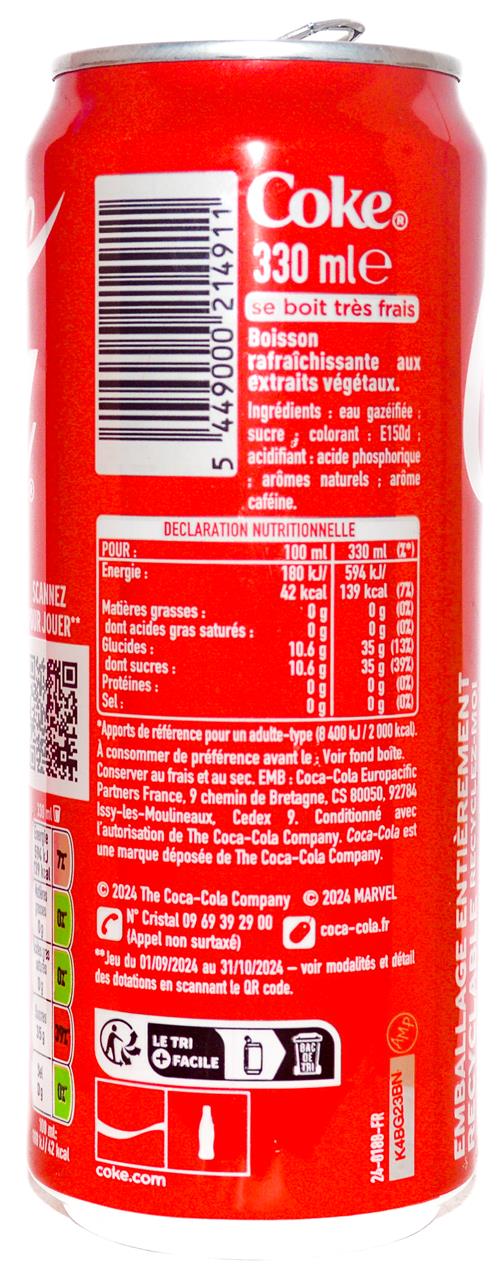 Coke®
330 ml e
se boit très frais
Boisson
rafraîchissante aux
extraits végétaux.
Ingrédients : eau gazéifiée ;
sucre ; colorant : E150d ;
acidifiant : acide phosphorique
; arômes naturels ; arôme
caféine.
5 449000 214911
DECLARATION NUTRITIONNELLE
POUR : 100 ml 330 ml (%*)
Energie : 180 kJ/ 594 kJ/
42 kcal 139 kcal (7%)
Matières grasses : 0 g 0 g (0%)
dont acides gras saturés : 0 g 0 g (0%)
Glucides : 10.6 g 35 g (13%)
dont sucres : 10.6 g 35 g (39%)
Protéines : 0 g 0 g (0%)
Sel : 0 g 0 g (0%)
*Apports de référence pour un adulte-type (8 400 kJ / 2 000 kcal).
À consommer de préférence avant le : Voir fond boîte.
Conserver au frais et au sec. EMB : Coca-Cola Europacific
Partners France, 9 chemin de Bretagne, CS 80050, 92784
Issy-les-Moulineaux, Cedex 9. Conditionné avec
l'autorisation de The Coca-Cola Company. Coca-Cola est
une marque déposée de The Coca-Cola Company.
© 2024 The Coca-Cola Company © 2024 MARVEL
N° Cristal 09 69 39 29 00
(Appel non surtaxé)
coca-cola.fr
**Jeu du 01/09/2024 au 31/10/2024 – voir modalités et détail
des dotations en scannant le QR code.
LE TRI
+ FACILE
BAC
DE
TRI
coke.com
24-0188-FR
K4BG23BN
AMP
EMBALLAGE ENTIÈREMENT
RECYCLABLE RECYCLEZ-MOI
SCANNEZ
JOUER**
330 ml
Energie
594 kJ
139 kcal
7%
0g
0%
0g
0%
Sucres
35g
39%
Sel
0g
0%
100 ml:
180 kJ/42 kcal